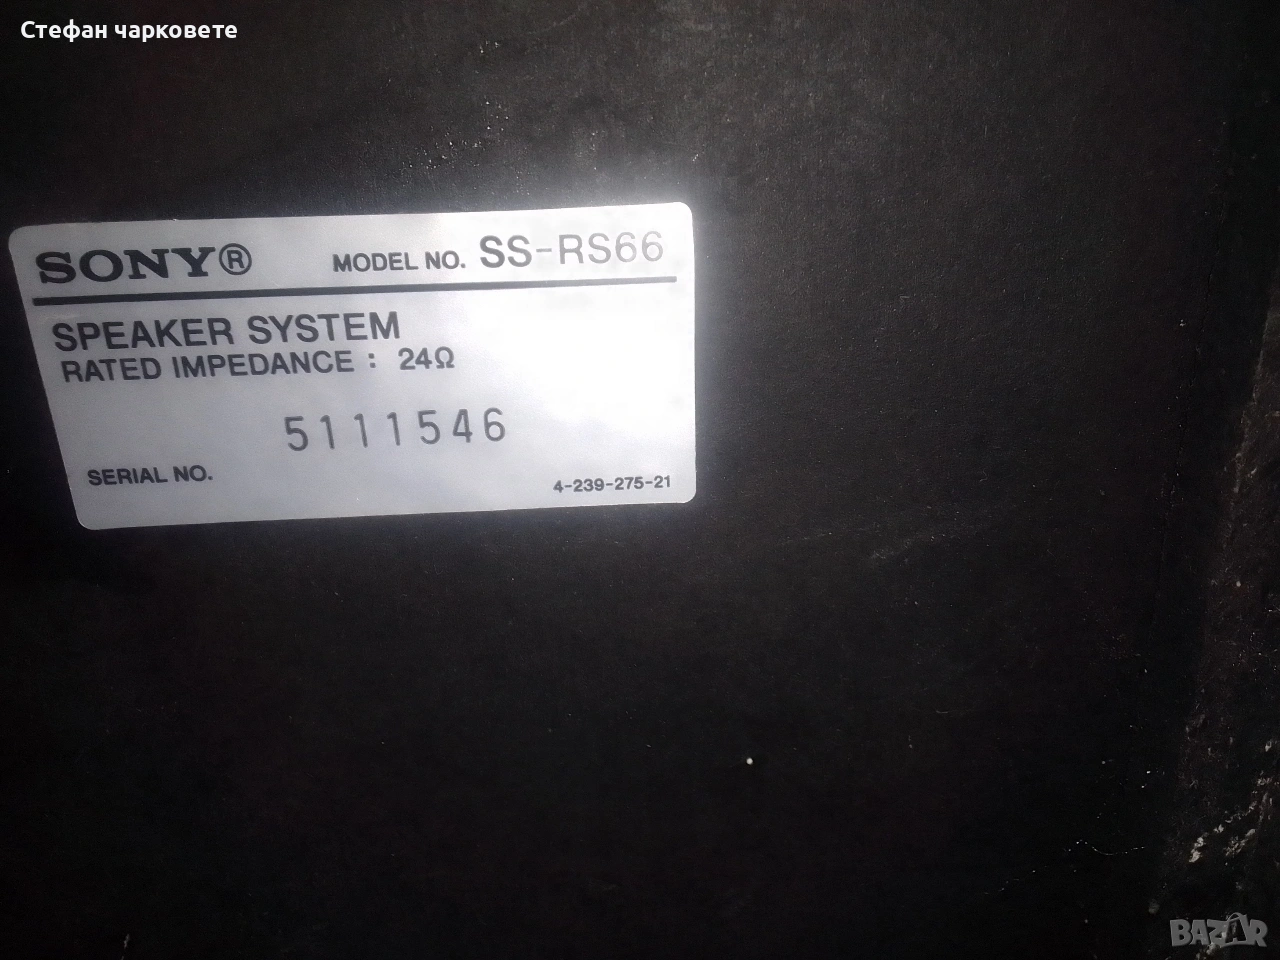 Стефан чарковете
SONY® MODEL NO. SS-RS66
SPEAKER SYSTEM
RATED IMPEDANCE : 24Ω
5111546
SERIAL NO.
4-239-275-21
BAZAR